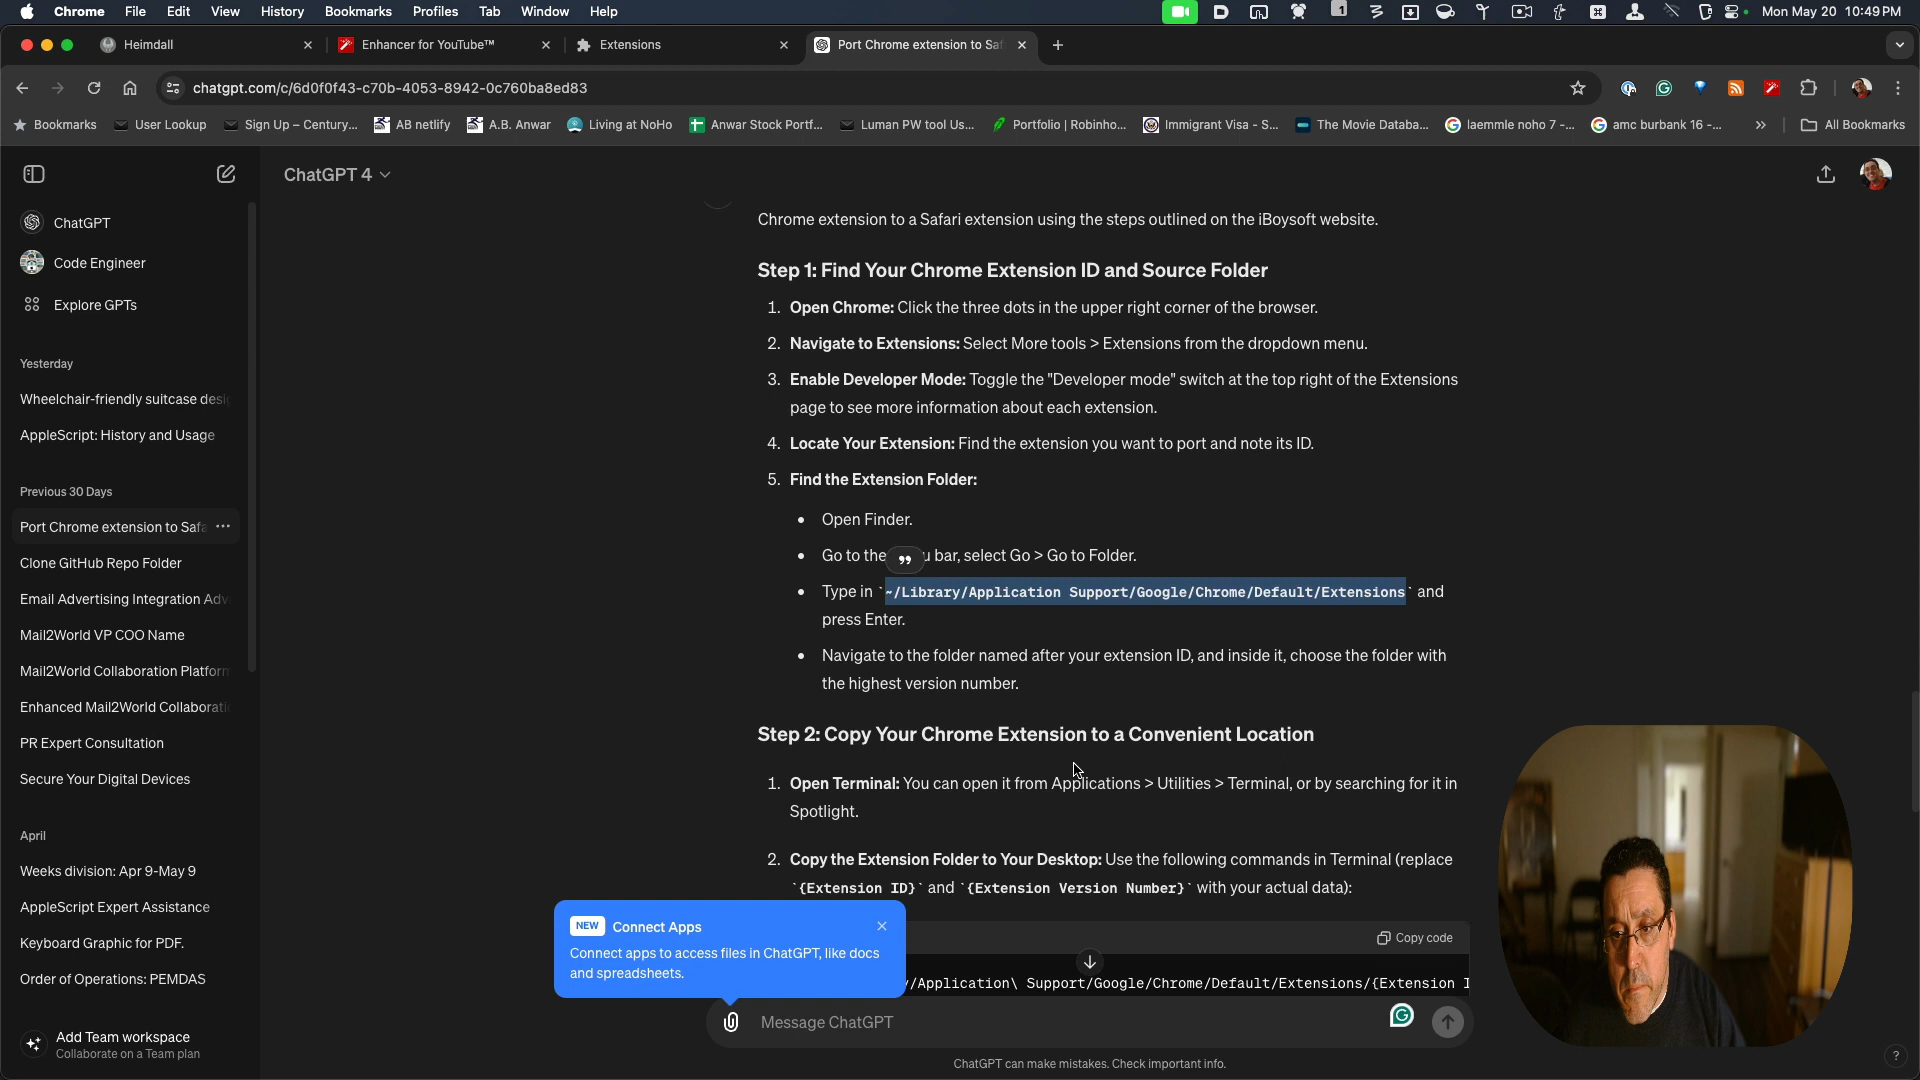 Chrome File Edit View History Bookmarks Profiles Tab Window Help
1
Mon May 20 10:49 PM
Heimdall
Enhancer for YouTube™
Extensions
Port Chrome extension to Saf
chatgpt.com/c/6d0f0f43-c70b-4053-8942-0c760ba8ed83
Bookmarks
User Lookup
Sign Up – Century...
AB netlify
A.B. Anwar
Living at NoHo
Anwar Stock Portf...
Luman PW tool Us...
Portfolio | Robinho...
Immigrant Visa - S...
The Movie Databa...
laemmle noho 7 -...
amc burbank 16 -...
All Bookmarks
ChatGPT 4
ChatGPT
Code Engineer
Explore GPTs
Yesterday
Wheelchair-friendly suitcase desi
AppleScript: History and Usage
Previous 30 Days
Port Chrome extension to Safa
Clone GitHub Repo Folder
Email Advertising Integration Adv
Mail2World VP COO Name
Mail2World Collaboration Platform
Enhanced Mail2World Collaborati
PR Expert Consultation
Secure Your Digital Devices
April
Weeks division: Apr 9-May 9
AppleScript Expert Assistance
Keyboard Graphic for PDF.
Order of Operations: PEMDAS
Add Team workspace
Collaborate on a Team plan
Chrome extension to a Safari extension using the steps outlined on the iBoysoft website.
Step 1: Find Your Chrome Extension ID and Source Folder
1. Open Chrome: Click the three dots in the upper right corner of the browser.
2. Navigate to Extensions: Select More tools > Extensions from the dropdown menu.
3. Enable Developer Mode: Toggle the "Developer mode" switch at the top right of the Extensions
page to see more information about each extension.
4. Locate Your Extension: Find the extension you want to port and note its ID.
5. Find the Extension Folder:
• Open Finder.
• Go to the u bar, select Go > Go to Folder.
• Type in `~/Library/Application Support/Google/Chrome/Default/Extensions` and
press Enter.
• Navigate to the folder named after your extension ID, and inside it, choose the folder with
the highest version number.
Step 2: Copy Your Chrome Extension to a Convenient Location
1. Open Terminal: You can open it from Applications > Utilities > Terminal, or by searching for it in
Spotlight.
2. Copy the Extension Folder to Your Desktop: Use the following commands in Terminal (replace
`{Extension ID}` and `{Extension Version Number}` with your actual data):
Copy code
y/Application\ Support/Google/Chrome/Default/Extensions/{Extension I
NEW Connect Apps
Connect apps to access files in ChatGPT, like docs
and spreadsheets.
Message ChatGPT
ChatGPT can make mistakes. Check important info.
?